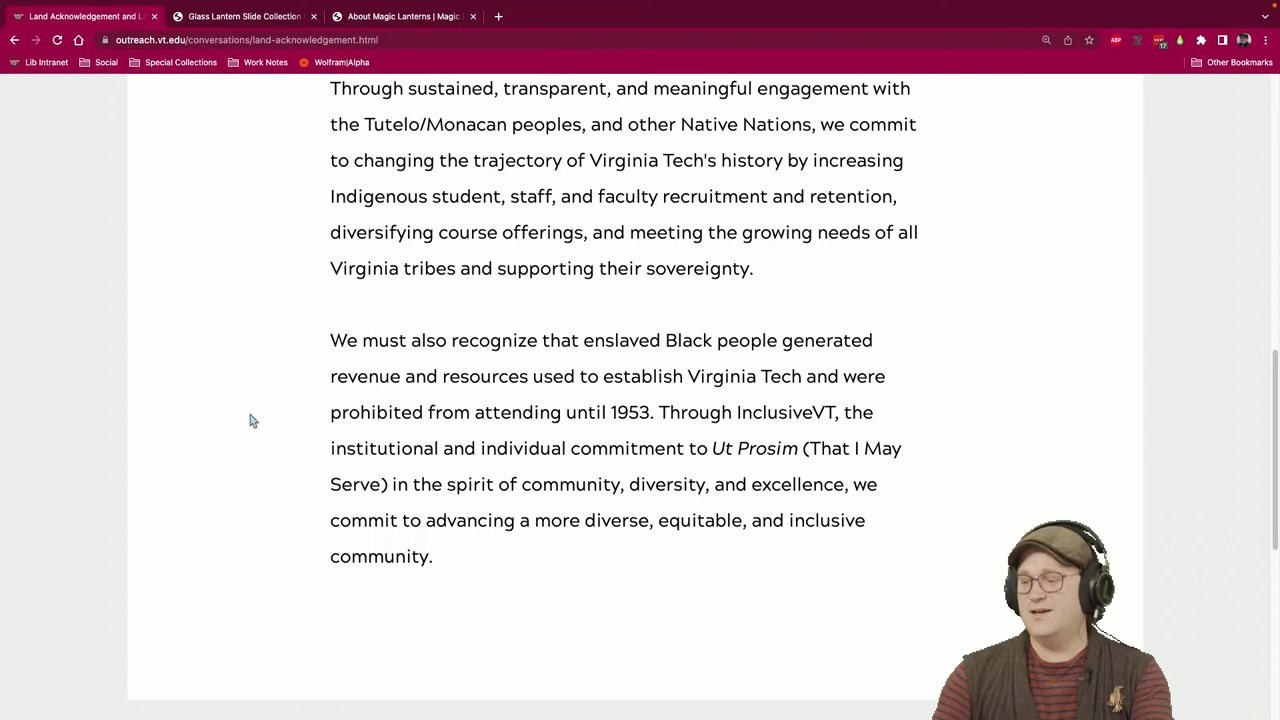 Land Acknowledgement and L
Glass Lantern Slide Collection
About Magic Lanterns | Magic L
outreach.vt.edu/conversations/land-acknowledgement.html
ABP
17
Lib Intranet
Social
Special Collections
Work Notes
Wolfram|Alpha
Other Bookmarks
Through sustained, transparent, and meaningful engagement with
the Tutelo/Monacan peoples, and other Native Nations, we commit
to changing the trajectory of Virginia Tech's history by increasing
Indigenous student, staff, and faculty recruitment and retention,
diversifying course offerings, and meeting the growing needs of all
Virginia tribes and supporting their sovereignty.
We must also recognize that enslaved Black people generated
revenue and resources used to establish Virginia Tech and were
prohibited from attending until 1953. Through InclusiveVT, the
institutional and individual commitment to Ut Prosim (That I May
Serve) in the spirit of community, diversity, and excellence, we
commit to advancing a more diverse, equitable, and inclusive
community.